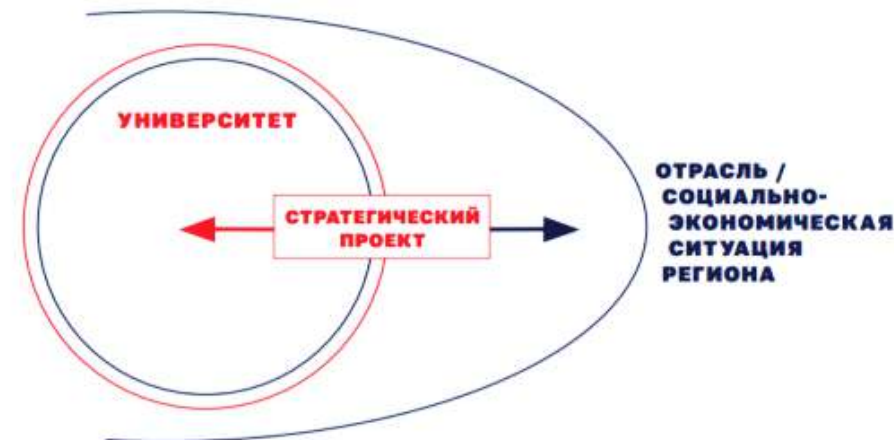 УНИВЕРСИТЕТ
СТРАТЕГИЧЕСКИЙ
ПРОЕКТ
ОТРАСЛЬ /
СОЦИАЛЬНО-
ЭКОНОМИЧЕСКАЯ
СИТУАЦИЯ
РЕГИОНА